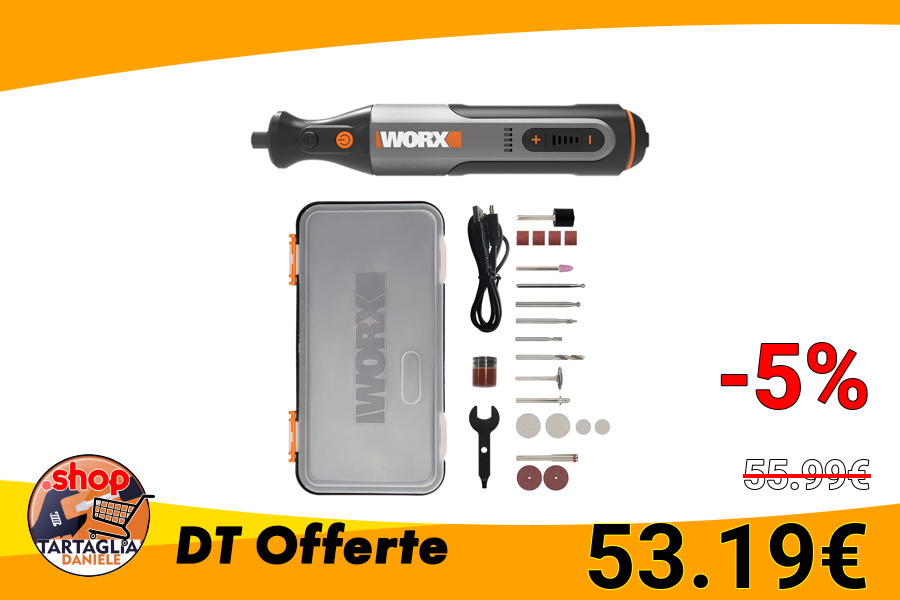 WORX
+ -
WORX
-5%
55.99€
.shop
TARTAGLIA
DANIELE
DT Offerte
53.19€